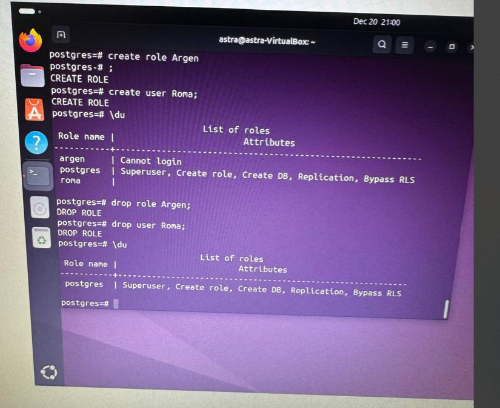 Dec 20 21:00
astra@astra-VirtualBox: ~
postgres=# create role Argen
postgres-# ;
CREATE ROLE
postgres=# create user Roma;
CREATE ROLE
postgres=# \du
List of roles
Role name | Attributes
-----------+------------------------------------------------------------
argen | Cannot login
postgres | Superuser, Create role, Create DB, Replication, Bypass RLS
roma |
postgres=# drop role Argen;
DROP ROLE
postgres=# drop user Roma;
DROP ROLE
postgres=# \du
List of roles
Role name | Attributes
-----------+------------------------------------------------------------
postgres | Superuser, Create role, Create DB, Replication, Bypass RLS
postgres=#